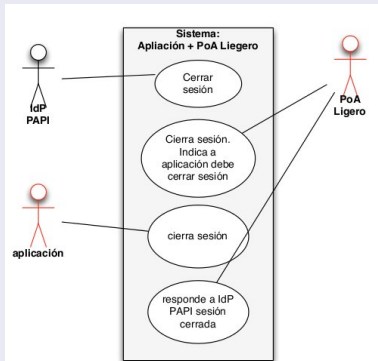 Sistema:
Apliación + PoA Liegero
Cerrar
sesión
IdP
PAPI
PoA
Ligero
Cierra sesión.
Indica a
aplicación debe
cerrar sesión
aplicación
cierra sesión
responde a IdP
PAPI sesión
cerrada